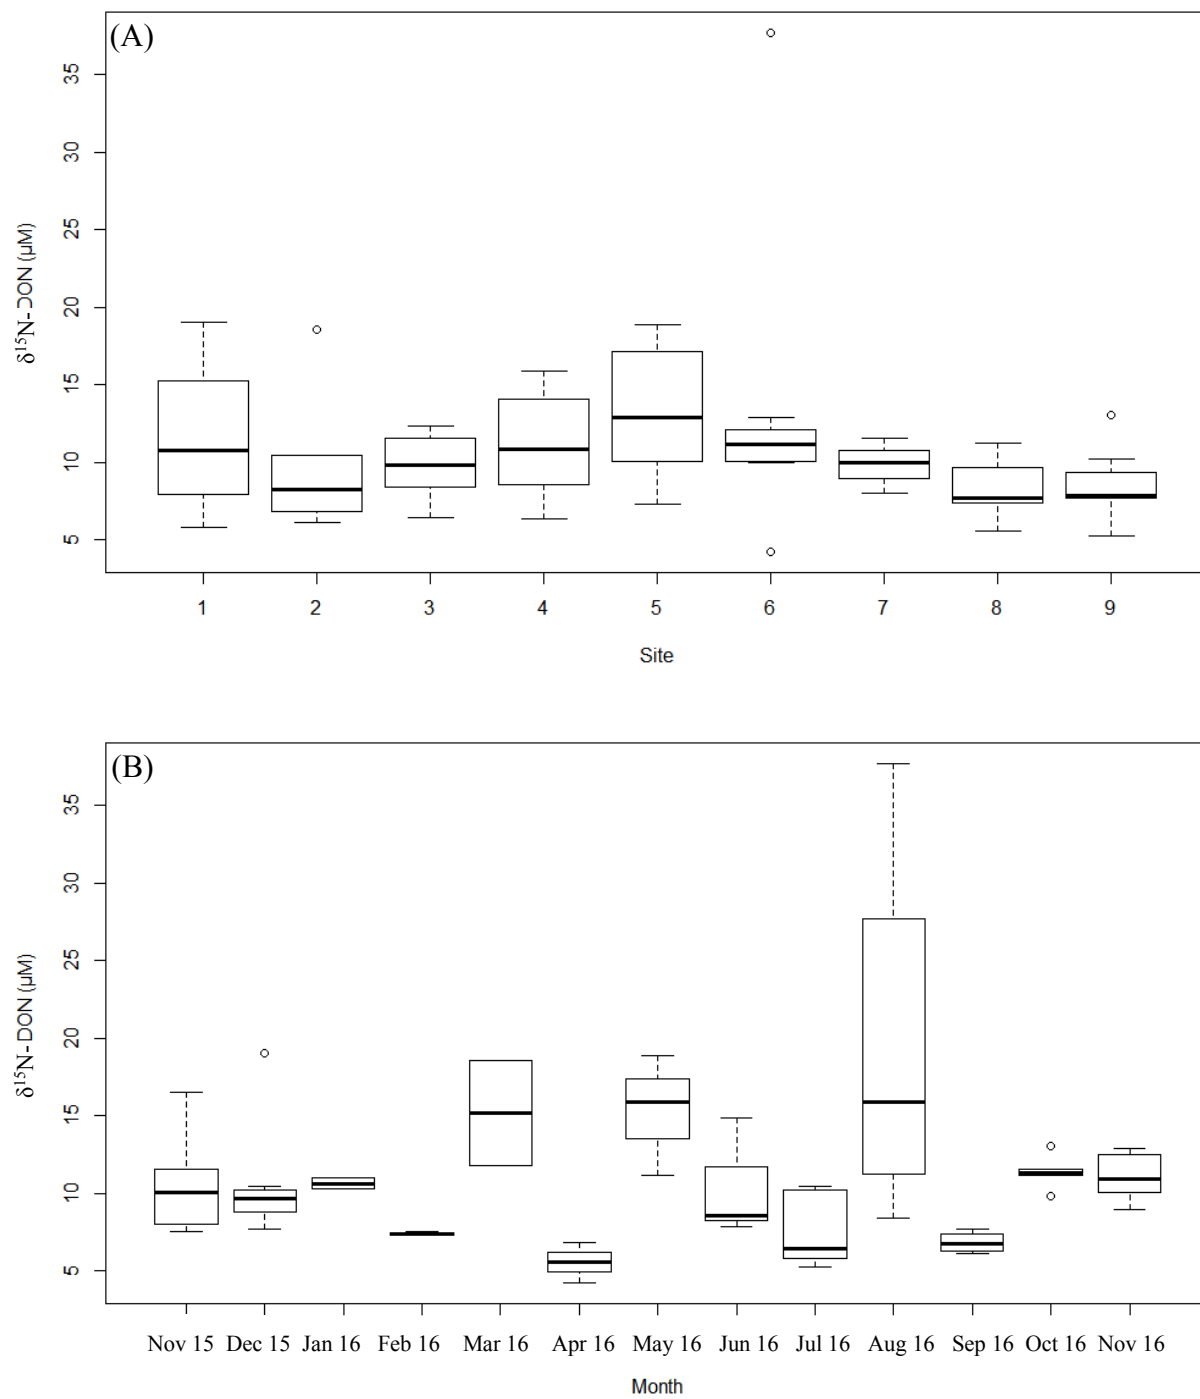 (A)
δ15N-DON (µM)
35
30
25
20
15
10
5
1 2 3 4 5 6 7 8 9
Site
(B)
δ15N-DON (µM)
35
30
25
20
15
10
5
Nov 15 Dec 15 Jan 16 Feb 16 Mar 16 Apr 16 May 16 Jun 16 Jul 16 Aug 16 Sep 16 Oct 16 Nov 16
Month